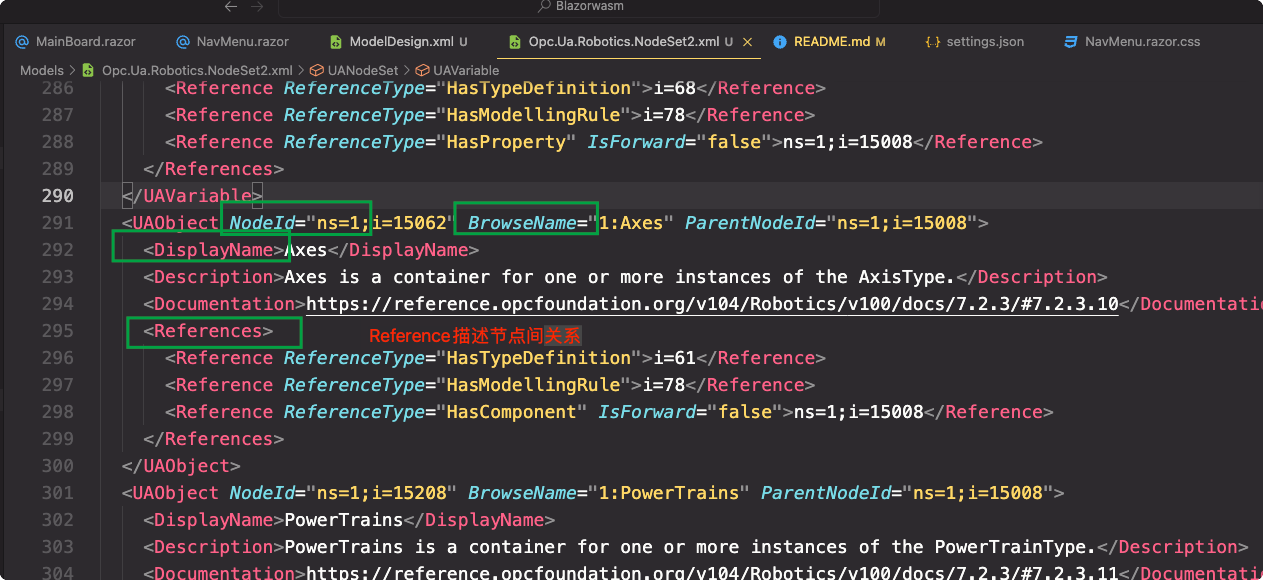 Blazorwasm
MainBoard.razor NavMenu.razor ModelDesign.xml U Opc.Ua.Robotics.NodeSet2.xml U README.md M settings.json NavMenu.razor.css
Models > Opc.Ua.Robotics.NodeSet2.xml > UANodeSet > UAVariable
286 <Reference ReferenceType="HasTypeDefinition">i=68</Reference>
287 <Reference ReferenceType="HasModellingRule">i=78</Reference>
288 <Reference ReferenceType="HasProperty" IsForward="false">ns=1;i=15008</Reference>
289 </References>
290 </UAVariable>
291 <UAObject NodeId="ns=1;i=15062" BrowseName="1:Axes" ParentNodeId="ns=1;i=15008">
292 <DisplayName>Axes</DisplayName>
293 <Description>Axes is a container for one or more instances of the AxisType.</Description>
294 <Documentation>https://reference.opcfoundation.org/v104/Robotics/v100/docs/7.2.3/#7.2.3.10</Documentati
295 <References>
Reference描述节点间关系
296 <Reference ReferenceType="HasTypeDefinition">i=61</Reference>
297 <Reference ReferenceType="HasModellingRule">i=78</Reference>
298 <Reference ReferenceType="HasComponent" IsForward="false">ns=1;i=15008</Reference>
299 </References>
300 </UAObject>
301 <UAObject NodeId="ns=1;i=15208" BrowseName="1:PowerTrains" ParentNodeId="ns=1;i=15008">
302 <DisplayName>PowerTrains</DisplayName>
303 <Description>PowerTrains is a container for one or more instances of the PowerTrainType.</Description>
304 <Documentation>https://reference.opcfoundation.org/v104/Robotics/v100/docs/7.2.3/#7.2.3.11</Documentati